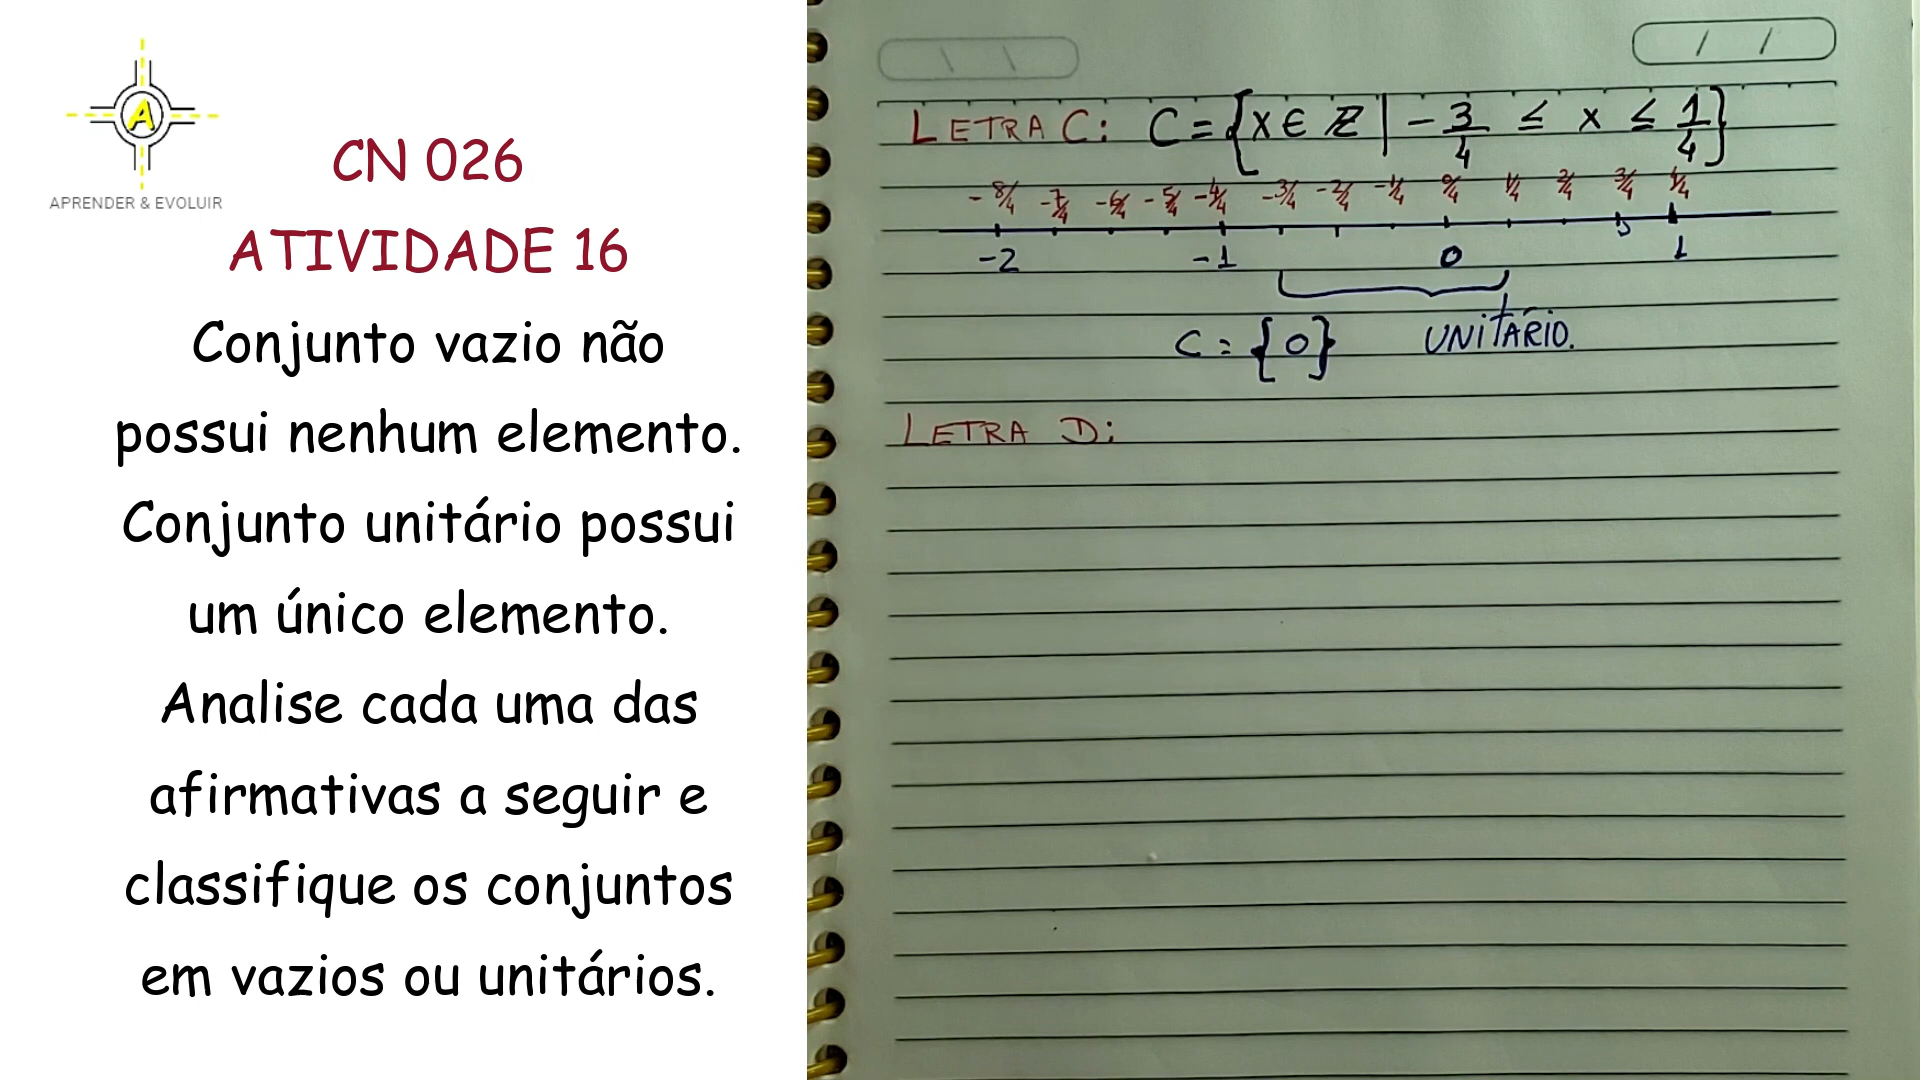 A
APRENDER & EVOLUIR
CN 026
ATIVIDADE 16
Conjunto vazio não
possui nenhum elemento.
Conjunto unitário possui
um único elemento.
Analise cada uma das
afirmativas a seguir e
classifique os conjuntos
em vazios ou unitários.
LETRA C: C = {X ∈ ℤ | - 3/4 ≤ x ≤ 1/4}
-8/4 -7/4 -6/4 -5/4 -4/4 -3/4 -2/4 -1/4 0/4 1/4 2/4 3/4 4/4
-2 -1 0 1
C = {0} UNITÁRIO.
LETRA D: